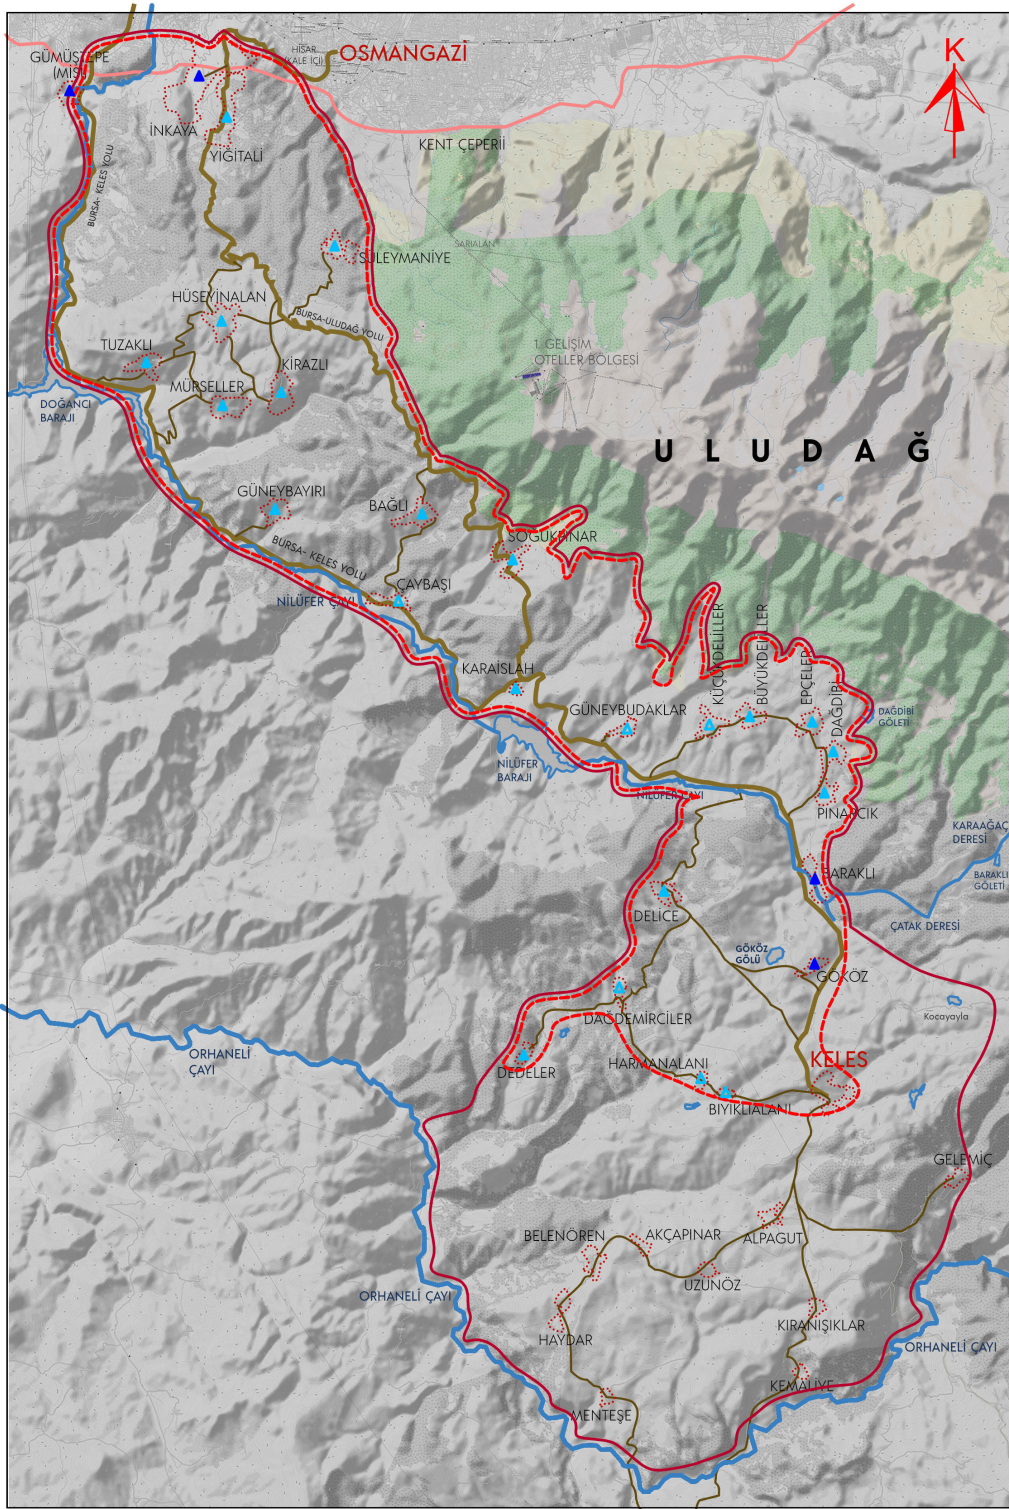 K
OSMANGAZİ
HİSAR
(KALE İÇİ)
GÜMÜŞTEPE
(MİSİ)
İNKAYA
YİĞİTALİ
KENT ÇEPERİ
BURSA- KELES YOLU
SARIALAN
SÜLEYMANİYE
HÜSEYİNALAN
BURSA-ULUDAĞ YOLU
TUZAKLI
KİRAZLI
1. GELİŞİM
OTELLER BÖLGESİ
MÜRSELLER
DOĞANCI
BARAJI
ULUDAĞ
GÜNEYBAYIRI
BAĞLI
SOĞUKPINAR
BURSA- KELES YOLU
ÇAYBAŞI
NİLÜFER ÇAYI
KARAİSLAH
KÜÇÜKDELİLLER
BÜYÜKDELİLLER
EPÇELER
DAĞDİBİ
GÜNEYBUDAKLAR
DAĞDİBİ
GÖLETİ
NİLÜFER
BARAJI
NİLÜFER ÇAYI
PINARCIK
KARAAĞAÇ
DERESİ
BARAKLI
BARAKLI
GÖLETİ
DELİCE
ÇATAK DERESİ
GÖKÖZ
GÖLÜ
GÖKÖZ
DAĞDEMİRCİLER
Kocayayla
ORHANELİ
ÇAYI
DEDELER
HARMANALANI
KELES
BIYIKLIALANI
GELEMİÇ
BELENÖREN
AKÇAPINAR
ALPAGUT
UZUNÖZ
ORHANELİ ÇAYI
HAYDAR
KIRANIŞIKLAR
ORHANELİ ÇAYI
KEMALİYE
MENTEŞE